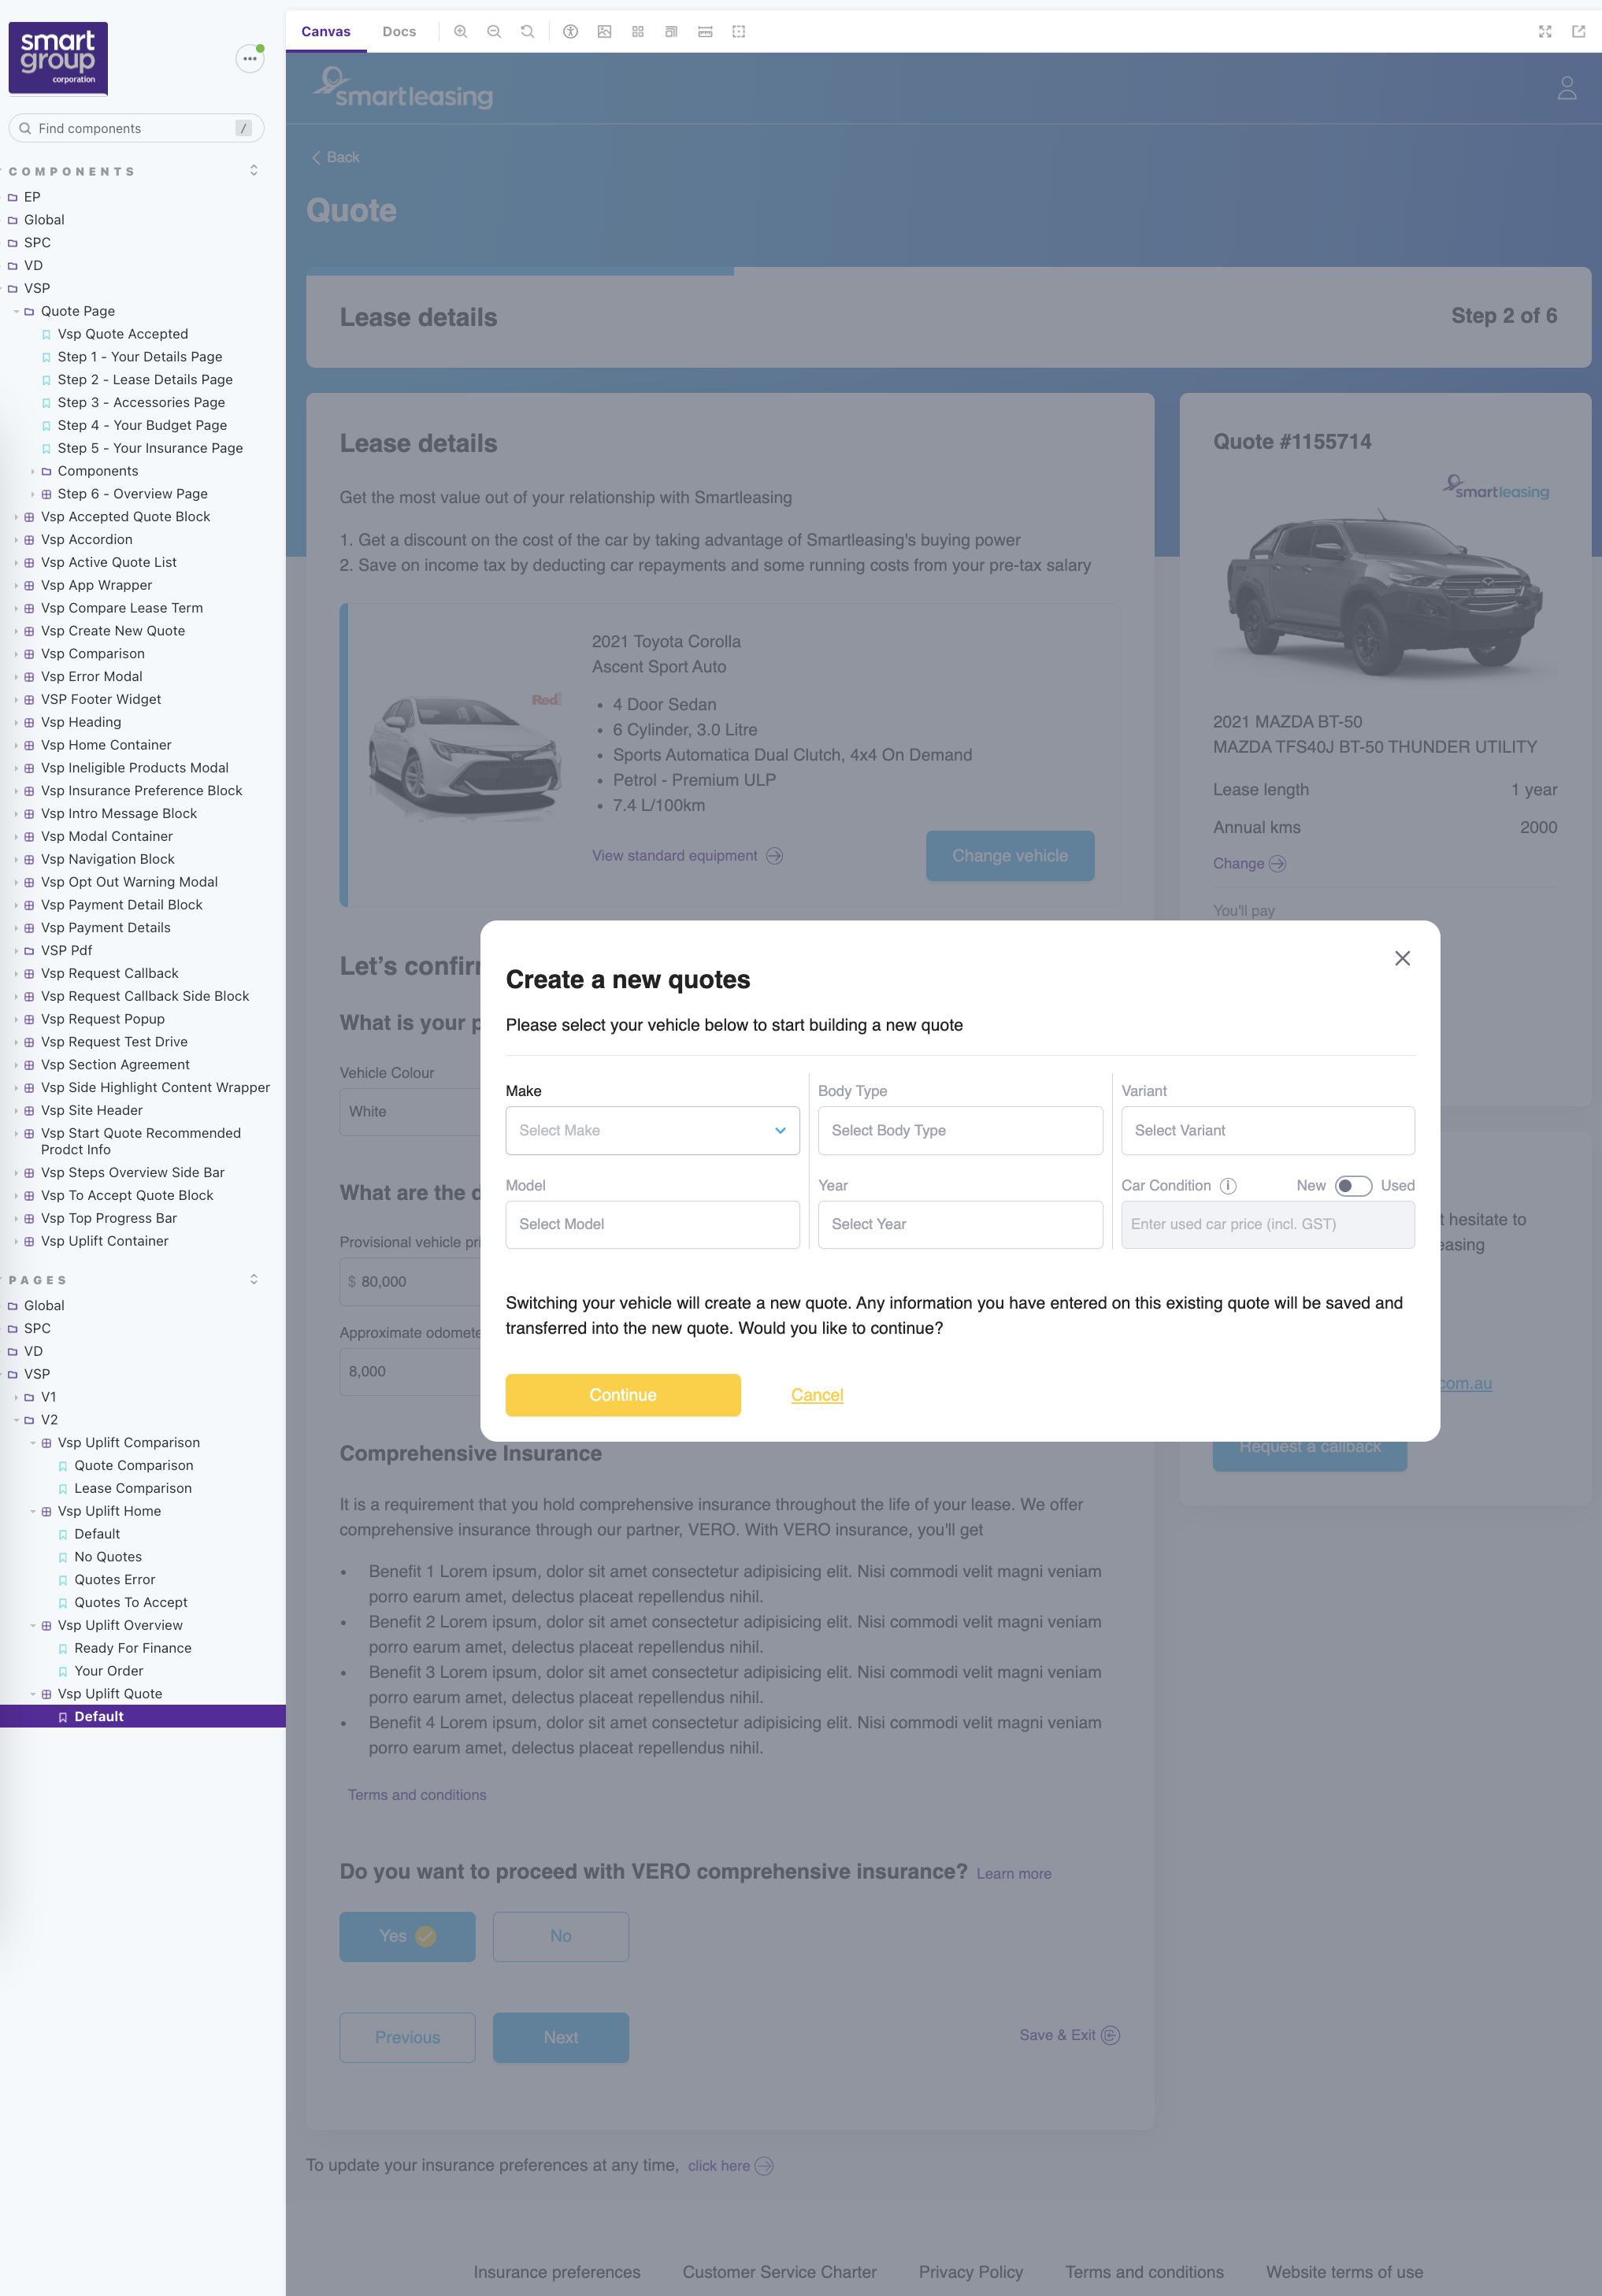 smart
group
corporation
Find components
/
COMPONENTS
EP
Global
SPC
VD
VSP
Quote Page
Vsp Quote Accepted
Step 1 - Your Details Page
Step 2 - Lease Details Page
Step 3 - Accessories Page
Step 4 - Your Budget Page
Step 5 - Your Insurance Page
Components
Step 6 - Overview Page
Vsp Accepted Quote Block
Vsp Accordion
Vsp Active Quote List
Vsp App Wrapper
Vsp Compare Lease Term
Vsp Create New Quote
Vsp Comparison
Vsp Error Modal
VSP Footer Widget
Vsp Heading
Vsp Home Container
Vsp Ineligible Products Modal
Vsp Insurance Preference Block
Vsp Intro Message Block
Vsp Modal Container
Vsp Navigation Block
Vsp Opt Out Warning Modal
Vsp Payment Detail Block
Vsp Payment Details
VSP Pdf
Vsp Request Callback
Vsp Request Callback Side Block
Vsp Request Popup
Vsp Request Test Drive
Vsp Section Agreement
Vsp Side Highlight Content Wrapper
Vsp Site Header
Vsp Start Quote Recommended
Prodct Info
Vsp Steps Overview Side Bar
Vsp To Accept Quote Block
Vsp Top Progress Bar
Vsp Uplift Container
PAGES
Global
SPC
VD
VSP
V1
V2
Vsp Uplift Comparison
Quote Comparison
Lease Comparison
Vsp Uplift Home
Default
No Quotes
Quotes Error
Quotes To Accept
Vsp Uplift Overview
Ready For Finance
Your Order
Vsp Uplift Quote
Default
Canvas
Docs
smartleasing
Back
Quote
Lease details
Step 2 of 6
Lease details
Get the most value out of your relationship with Smartleasing
1. Get a discount on the cost of the car by taking advantage of Smartleasing's buying power
2. Save on income tax by deducting car repayments and some running costs from your pre-tax salary
Red
2021 Toyota Corolla
Ascent Sport Auto
• 4 Door Sedan
• 6 Cylinder, 3.0 Litre
• Sports Automatica Dual Clutch, 4x4 On Demand
• Petrol - Premium ULP
• 7.4 L/100km
View standard equipment
Change vehicle
Quote #1155714
smartleasing
2021 MAZDA BT-50
MAZDA TFS40J BT-50 THUNDER UTILITY
Lease length 1 year
Annual kms 2000
Change
You'll pay
Let's confir
What is your p
Vehicle Colour
White
What are the d
Provisional vehicle pri
$ 80,000
Approximate odomete
8,000
Create a new quotes
Please select your vehicle below to start building a new quote
Make
Select Make
Body Type
Select Body Type
Variant
Select Variant
Model
Select Model
Year
Select Year
Car Condition
New
Used
Enter used car price (incl. GST)
Switching your vehicle will create a new quote. Any information you have entered on this existing quote will be saved and
transferred into the new quote. Would you like to continue?
Continue
Cancel
t hesitate to
easing
com.au
Request a callback
Comprehensive Insurance
It is a requirement that you hold comprehensive insurance throughout the life of your lease. We offer
comprehensive insurance through our partner, VERO. With VERO insurance, you'll get
• Benefit 1 Lorem ipsum, dolor sit amet consectetur adipisicing elit. Nisi commodi velit magni veniam
porro earum amet, delectus placeat repellendus nihil.
• Benefit 2 Lorem ipsum, dolor sit amet consectetur adipisicing elit. Nisi commodi velit magni veniam
porro earum amet, delectus placeat repellendus nihil.
• Benefit 3 Lorem ipsum, dolor sit amet consectetur adipisicing elit. Nisi commodi velit magni veniam
porro earum amet, delectus placeat repellendus nihil.
• Benefit 4 Lorem ipsum, dolor sit amet consectetur adipisicing elit. Nisi commodi velit magni veniam
porro earum amet, delectus placeat repellendus nihil.
Terms and conditions
Do you want to proceed with VERO comprehensive insurance? Learn more
Yes
No
Previous
Next
Save & Exit
To update your insurance preferences at any time, click here
Insurance preferences
Customer Service Charter
Privacy Policy
Terms and conditions
Website terms of use